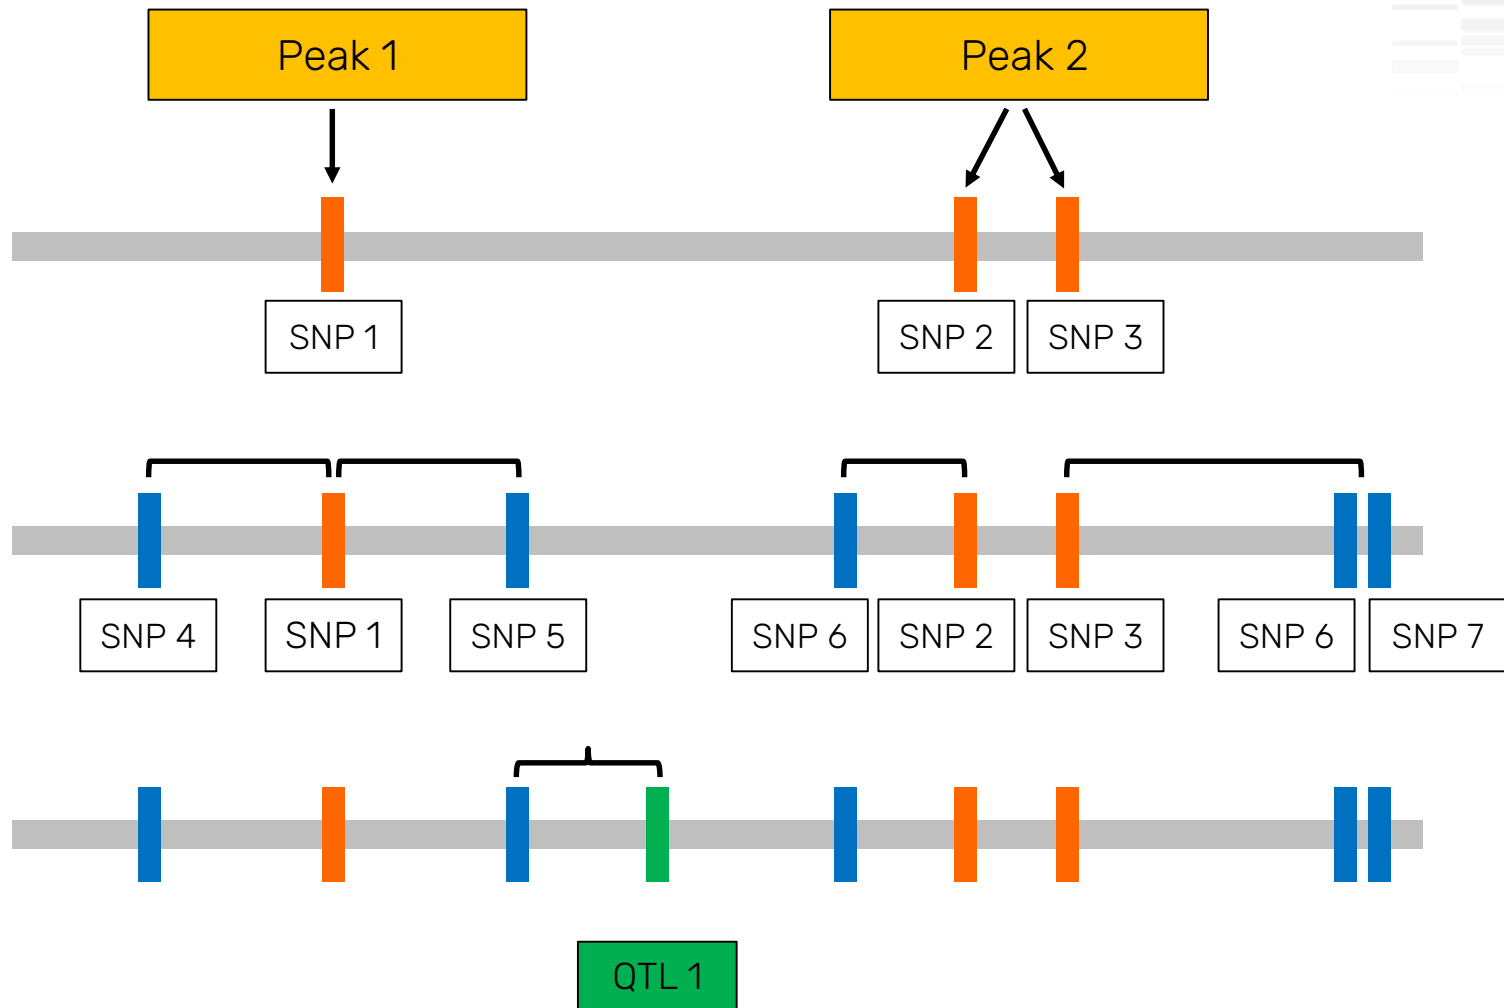 Peak 1
Peak 2
SNP 1
SNP 2
SNP 3
SNP 4
SNP 1
SNP 5
SNP 6
SNP 2
SNP 3
SNP 6
SNP 7
QTL 1